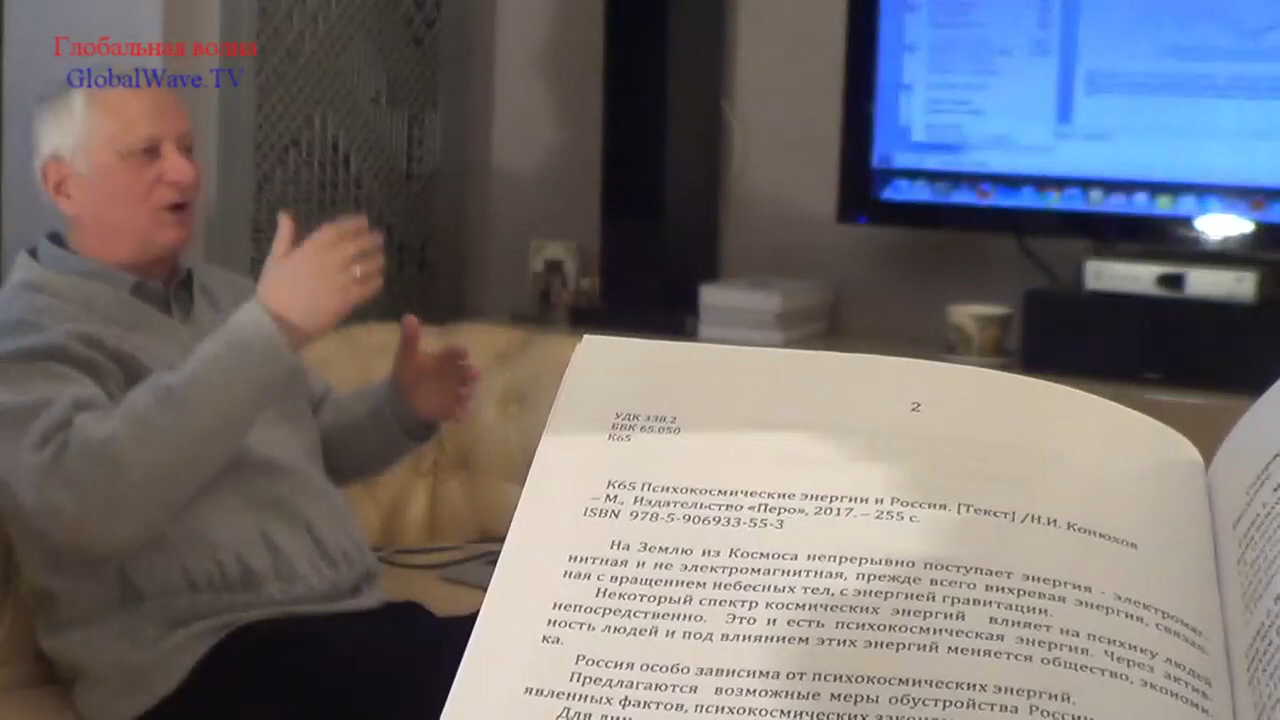 Глобальная волна
GlobalWave.TV
2
УДК 338.2
ББК 65.050
К65
К65 Психокосмические энергии и Россия. [Текст] /Н.И. Конюхов
– М., Издательство «Перо», 2017. – 255 с.
ISBN 978-5-906933-55-3
На Землю из Космоса непрерывно поступает энергия - электромаг-
нитная и не электромагнитная, прежде всего вихревая энергия, связан-
ная с вращением небесных тел, с энергией гравитации.
Некоторый спектр космических энергий влияет на психику людей
непосредственно. Это и есть психокосмическая энергия. Через актив-
ность людей и под влиянием этих энергий меняется общество, экономи-
ка.
Россия особо зависима от психокосмических энергий.
Предлагаются возможные меры обустройства России
явленных фактов, психокосмических
Для